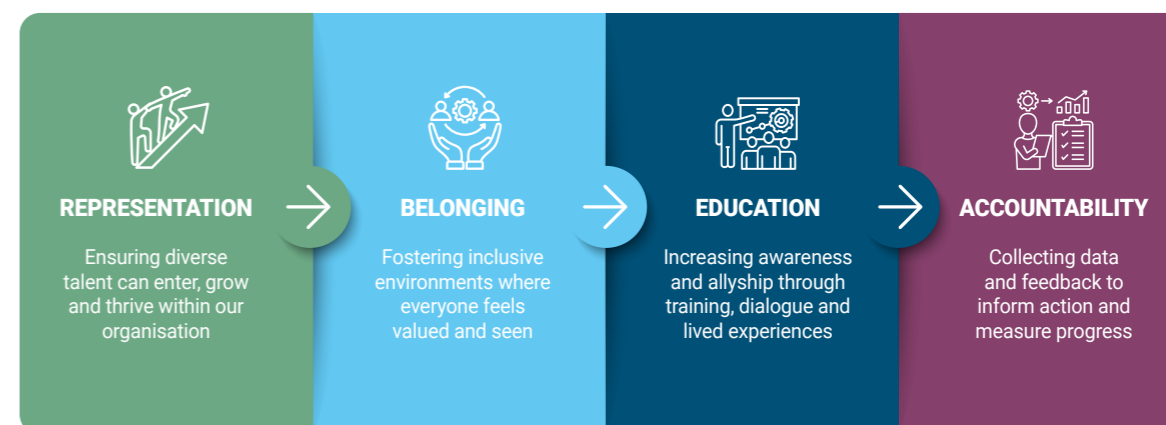 REPRESENTATION
Ensuring diverse
talent can enter, grow
and thrive within our
organisation
BELONGING
Fostering inclusive
environments where
everyone feels
valued and seen
EDUCATION
Increasing awareness
and allyship through
training, dialogue and
lived experiences
ACCOUNTABILITY
Collecting data
and feedback to
inform action and
measure progress